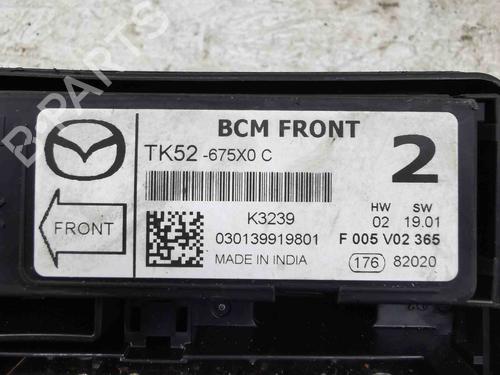 B-PARTS
BCM FRONT
TK52 -675X0 C
2
FRONT
K3239
030139919801
MADE IN INDIA
HW SW
02 19.01
F 005 V02 365
176 82020